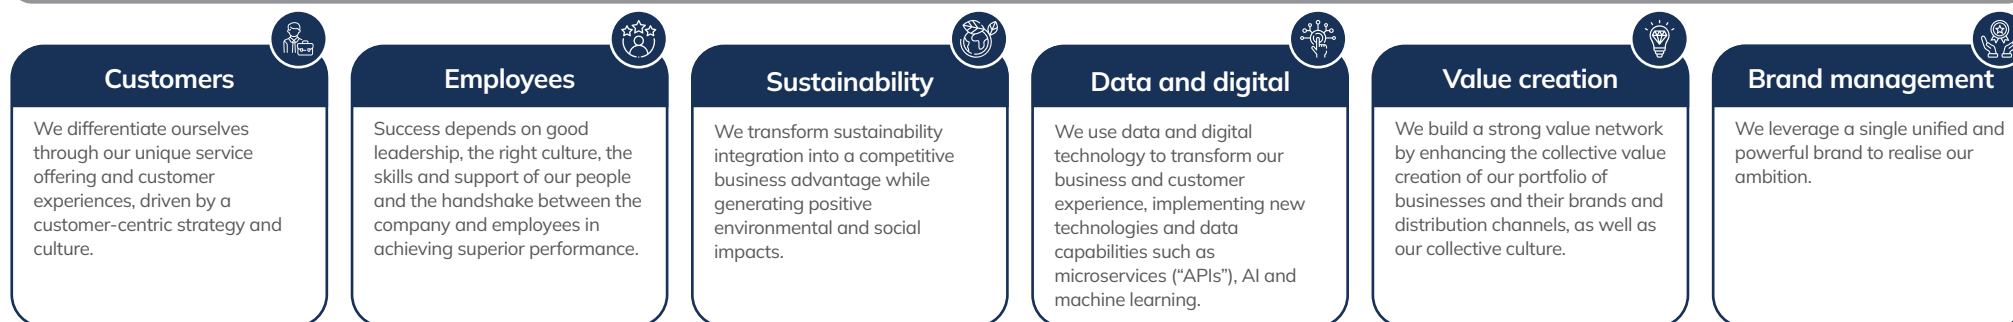 Customers
We differentiate ourselves
through our unique service
offering and customer
experiences, driven by a
customer-centric strategy and
culture.
Employees
Success depends on good
leadership, the right culture, the
skills and support of our people
and the handshake between the
company and employees in
achieving superior performance.
Sustainability
We transform sustainability
integration into a competitive
business advantage while
generating positive
environmental and social
impacts.
Data and digital
We use data and digital
technology to transform our
business and customer
experience, implementing new
technologies and data
capabilities such as
microservices (“APIs”), AI and
machine learning.
Value creation
We build a strong value network
by enhancing the collective value
creation of our portfolio of
businesses and their brands and
distribution channels, as well as
our collective culture.
Brand management
We leverage a single unified and
powerful brand to realise our
ambition.